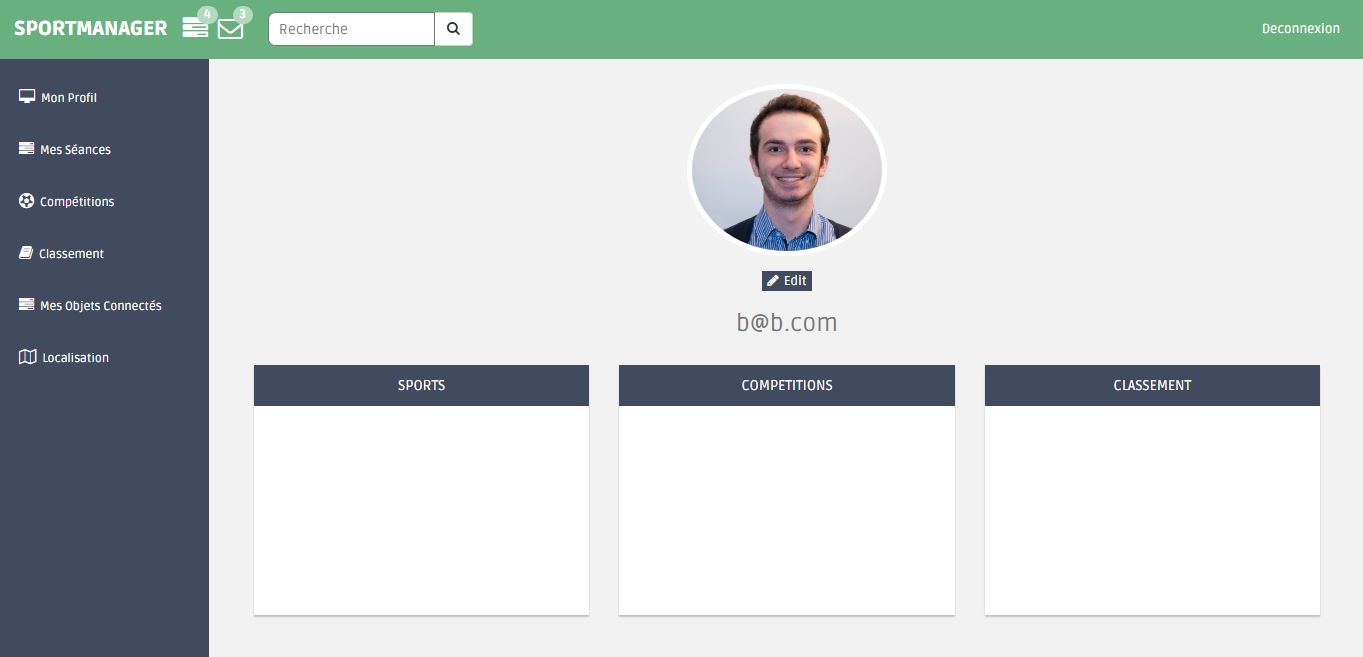 SPORTMANAGER 4 3 Recherche Deconnexion
Mon Profil
Mes Séances
Compétitions
Classement
Mes Objets Connectés
Localisation
Edit
b@b.com
SPORTS COMPETITIONS CLASSEMENT